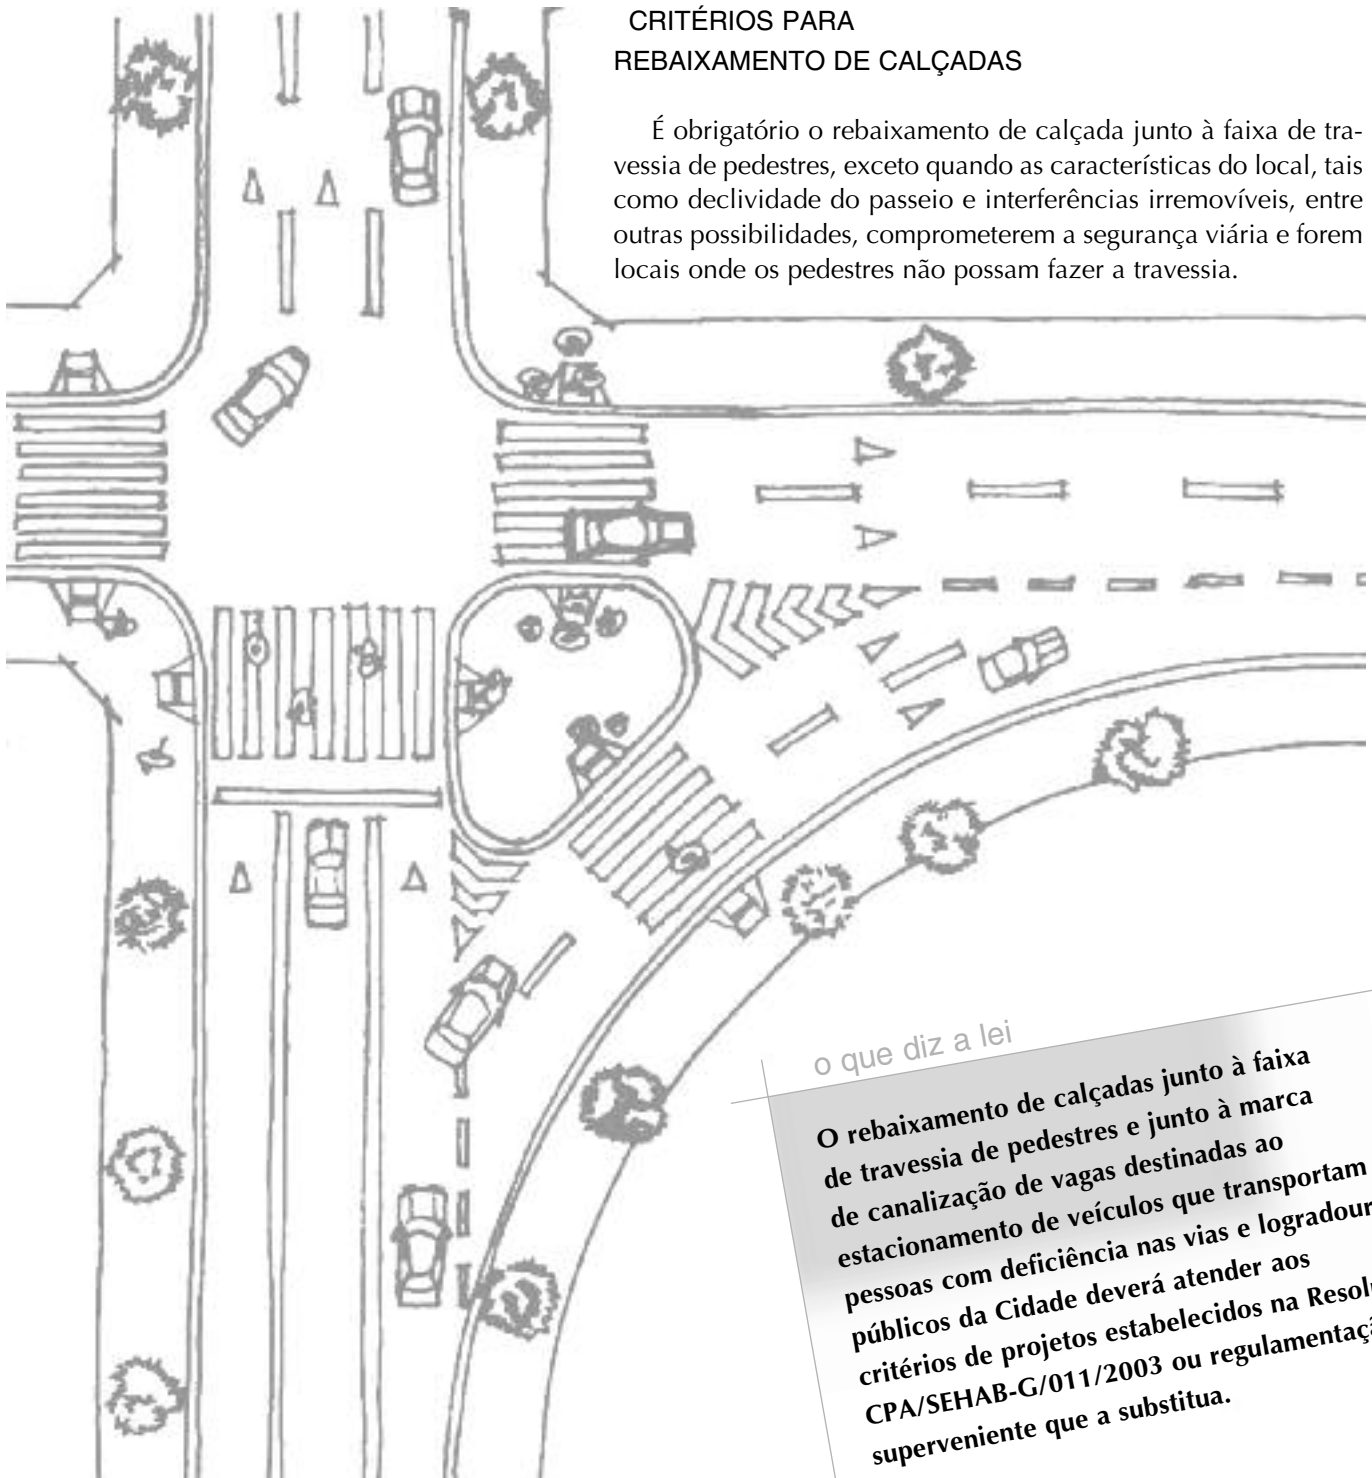 CRITÉRIOS PARA
REBAIXAMENTO DE CALÇADAS
É obrigatório o rebaixamento de calçada junto à faixa de tra-
vessia de pedestres, exceto quando as características do local, tais
como declividade do passeio e interferências irremovíveis, entre
outras possibilidades, comprometerem a segurança viária e forem
locais onde os pedestres não possam fazer a travessia.
o que diz a lei
O rebaixamento de calçadas junto à faixa
de travessia de pedestres e junto à marca
de canalização de vagas destinadas ao
estacionamento de veículos que transportam
pessoas com deficiência nas vias e
públicos da Cidade deverá atender aos
critérios de projetos estabelecidos na
CPA/SEHAB-G/011/2003 ou
superveniente que a substitua.